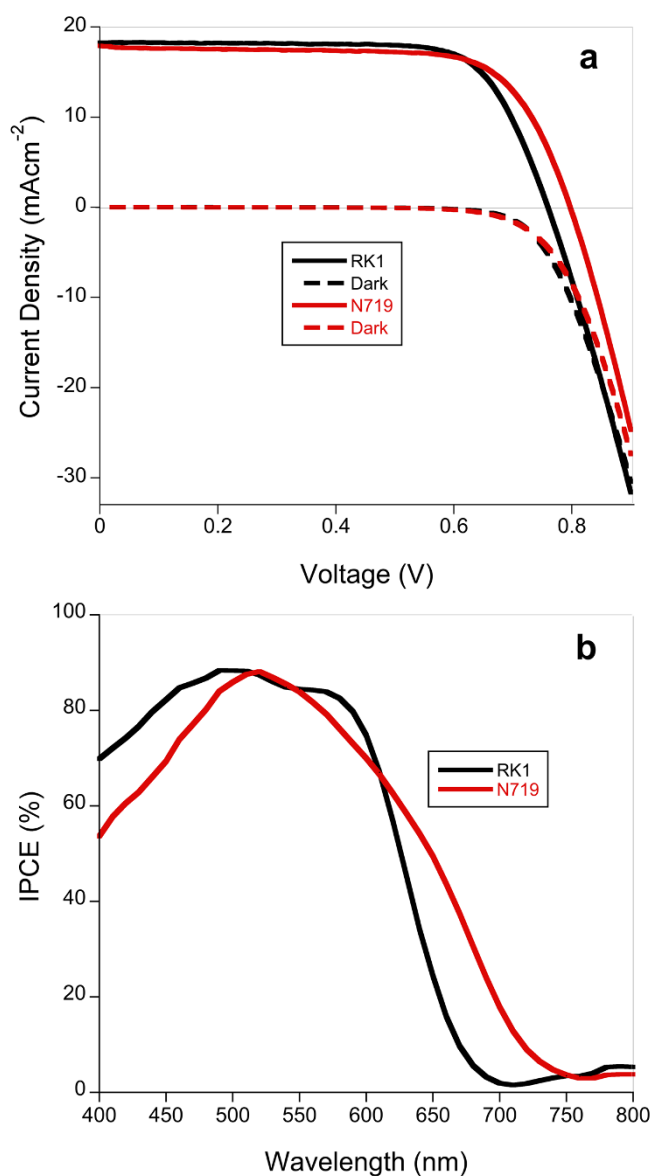 20
a
10
0
-10
-20
-30
Current Density (mAcm⁻²)
RK1
Dark
N719
Dark
0
0.2
0.4
0.6
0.8
Voltage (V)
100
b
80
60
40
20
0
IPCE (%)
RK1
N719
400
450
500
550
600
650
700
750
800
Wavelength (nm)